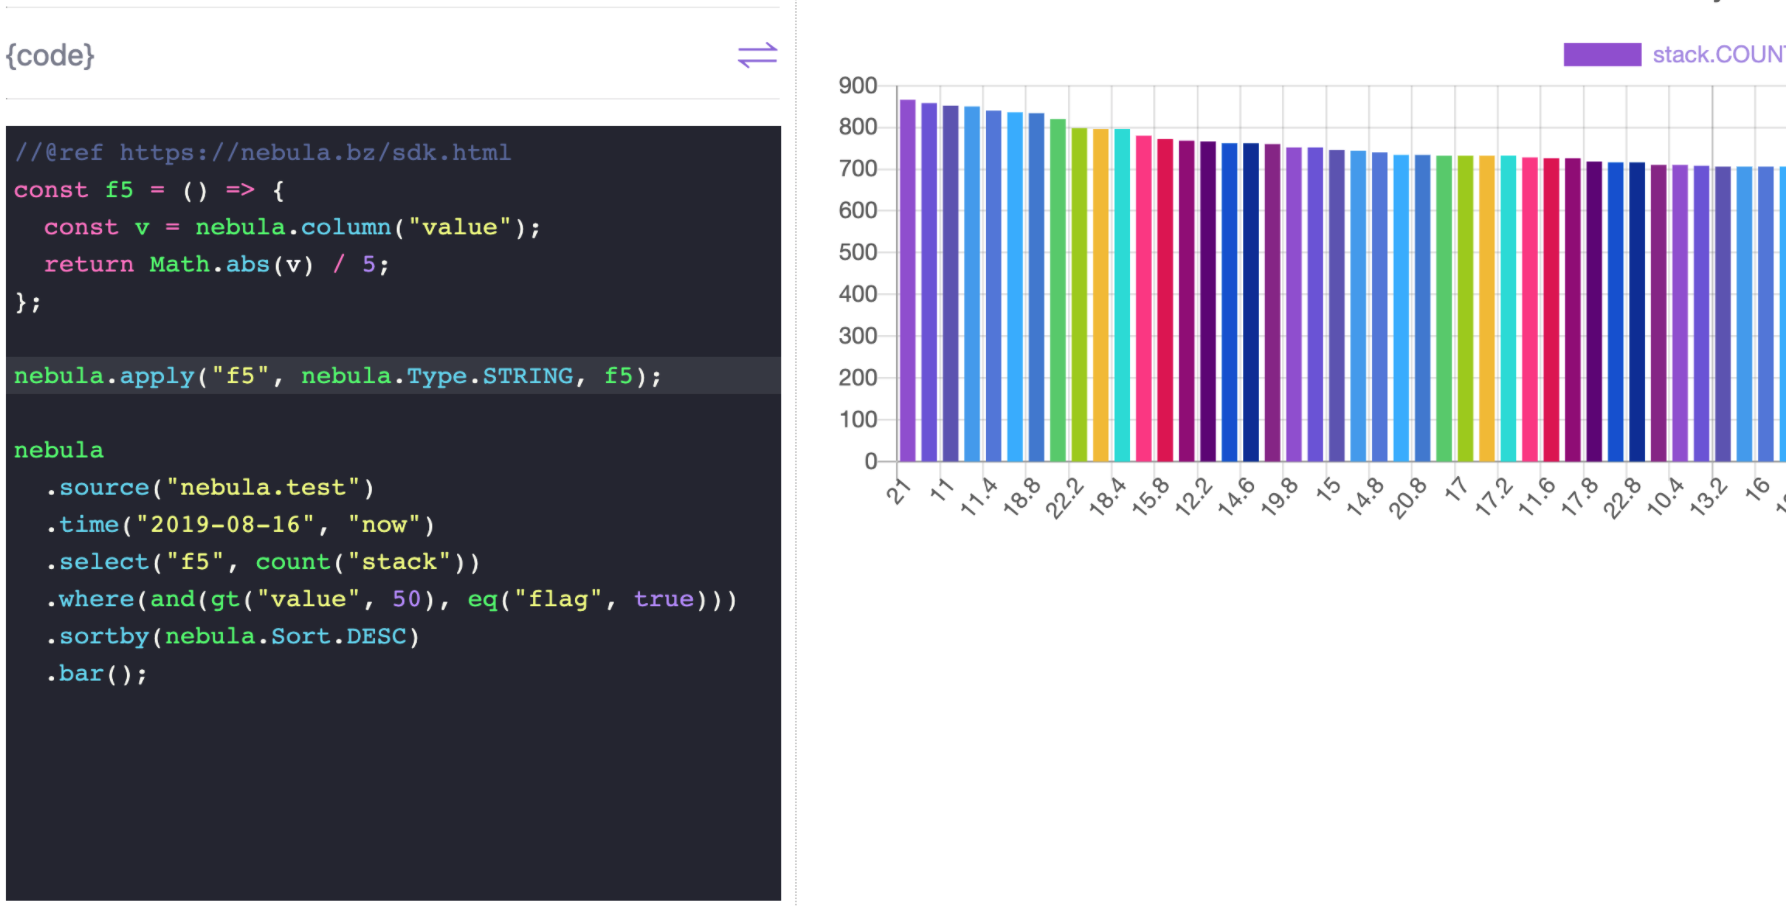 {code}
//@ref https://nebula.bz/sdk.html
const f5 = () => {
  const v = nebula.column("value");
  return Math.abs(v) / 5;
};
nebula.apply("f5", nebula.Type.STRING, f5);
nebula
  .source("nebula.test")
  .time("2019-08-16", "now")
  .select("f5", count("stack"))
  .where(and(gt("value", 50), eq("flag", true)))
  .sortby(nebula.Sort.DESC)
  .bar();
stack.COUNT
900
800
700
600
500
400
300
200
100
0
21 11 11.4 18.8 22.2 18.4 15.8 12.2 14.6 19.8 15 14.8 20.8 17 17.2 11.6 17.8 22.8 10.4 13.2 16